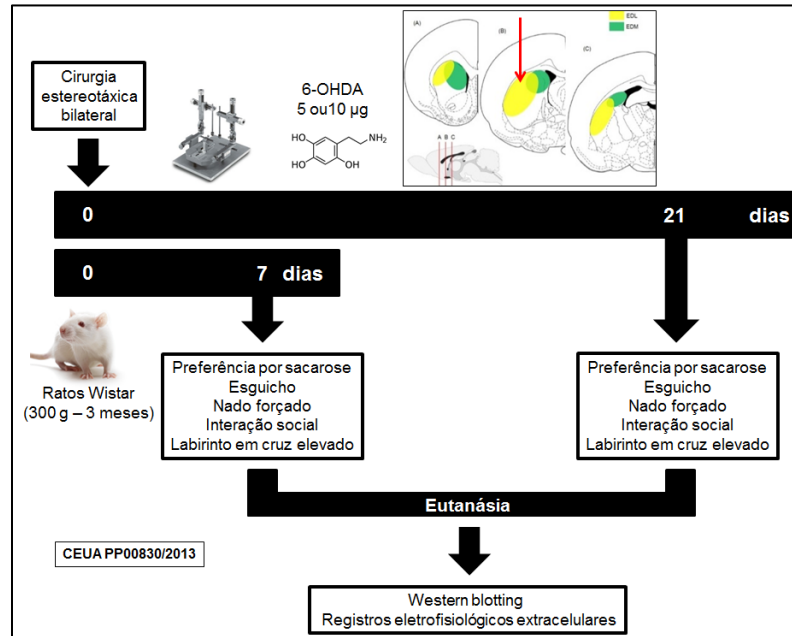 Cirurgia
estereotáxica
bilateral
6-OHDA
5 ou10 µg
HO
HO
OH
NH₂
(A)
(B)
(C)
EDL
EDM
A B C
0
21
dias
0
7
dias
Ratos Wistar
(300 g – 3 meses)
Preferência por sacarose
Esguicho
Nado forçado
Interação social
Labirinto em cruz elevado
Preferência por sacarose
Esguicho
Nado forçado
Interação social
Labirinto em cruz elevado
Eutanásia
CEUA PP00830/2013
Western blotting
Registros eletrofisiológicos extracelulares